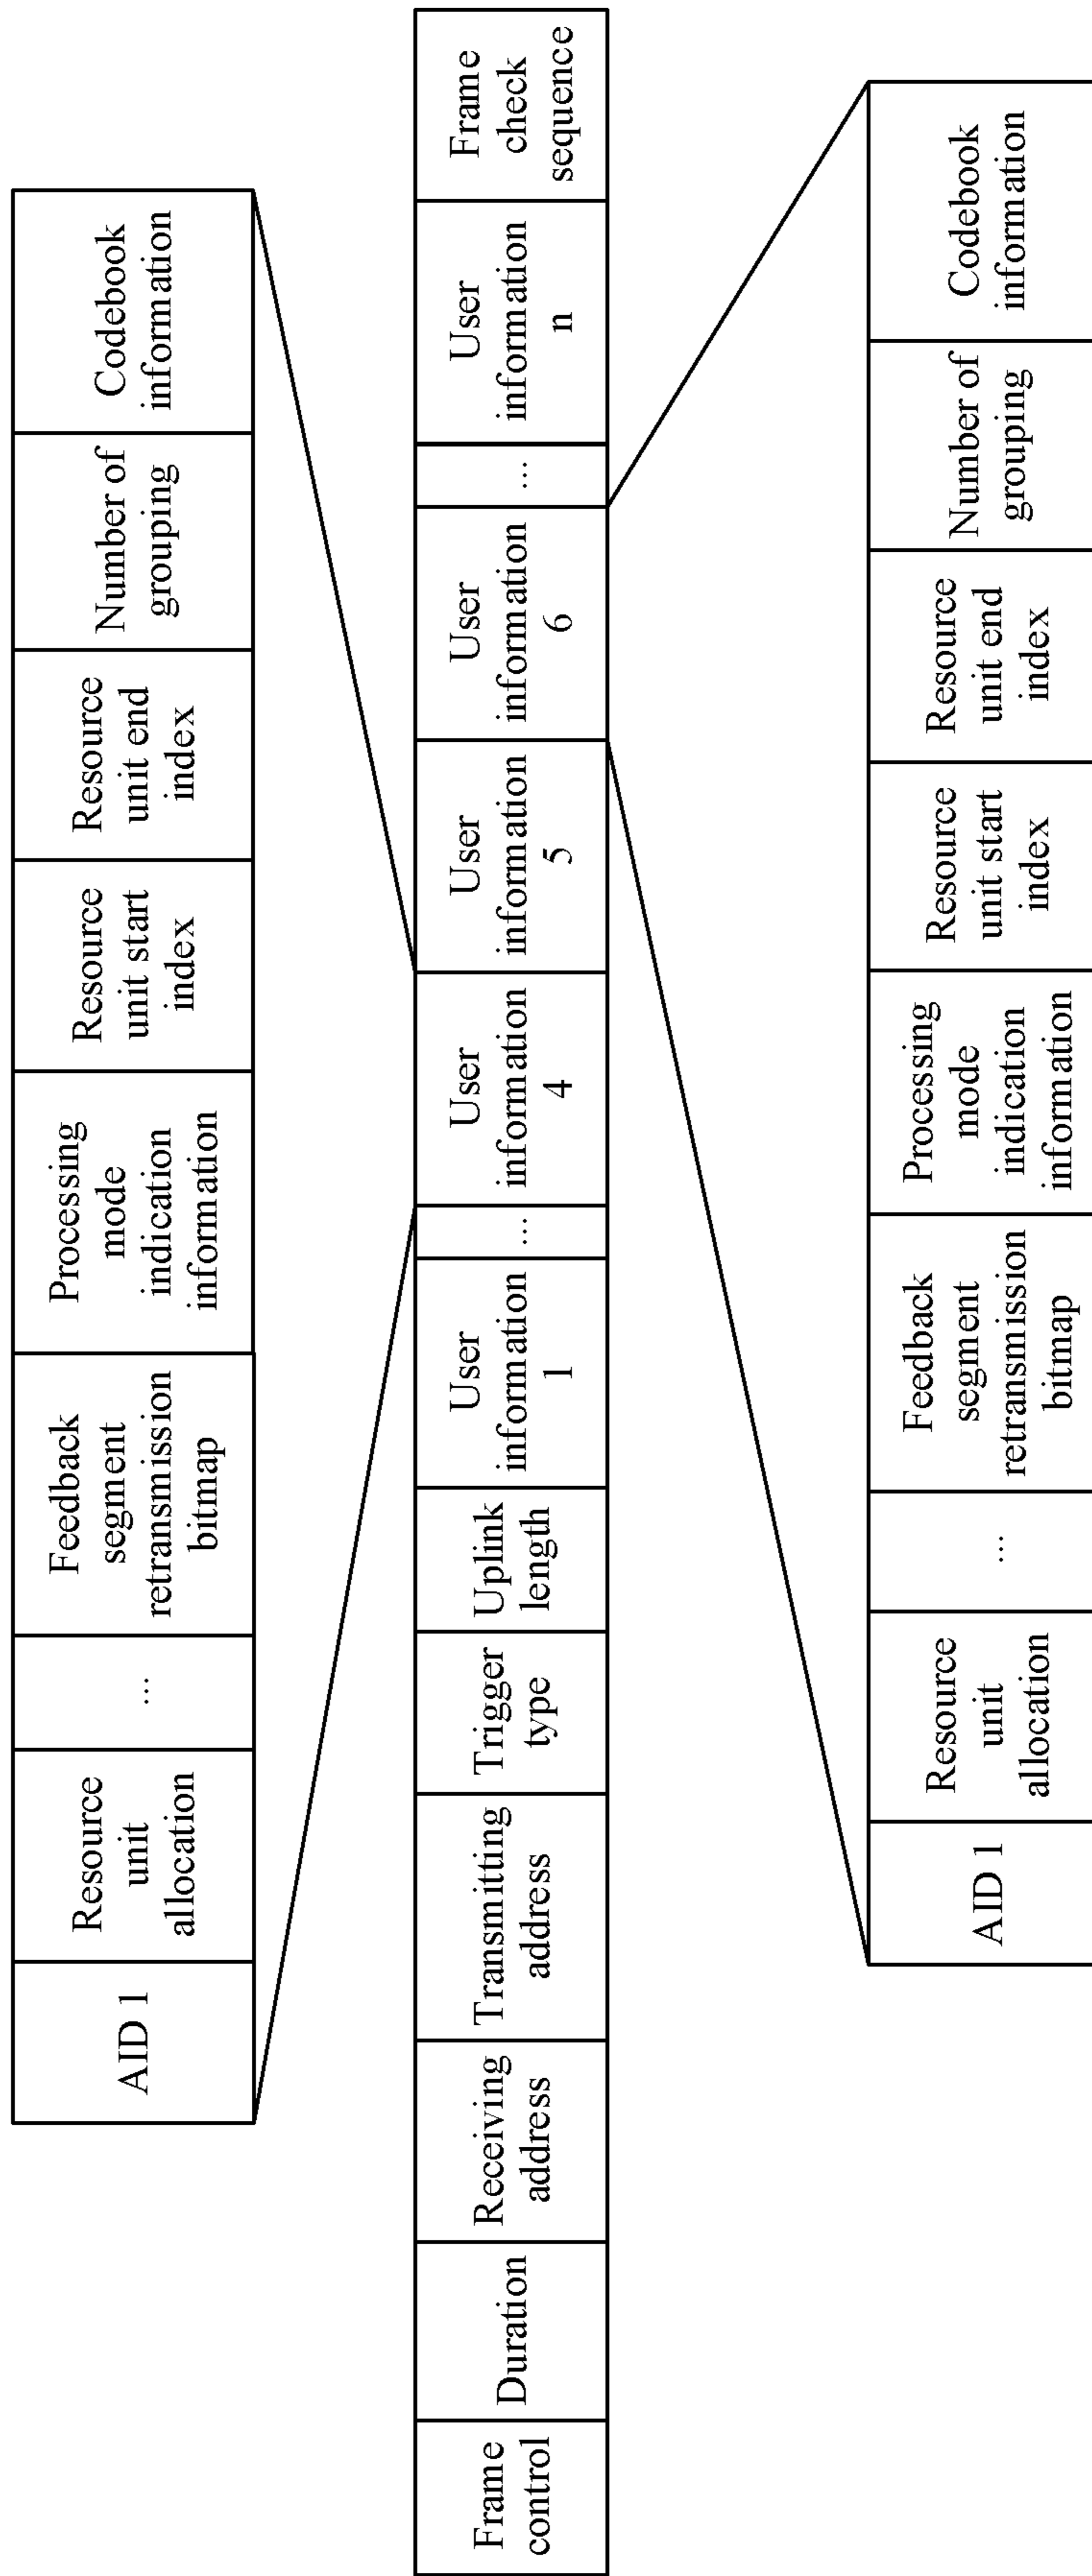 AID 1
Resource
unit
allocation
...
Feedback
segment
retransmission
bitmap
Processing
mode
indication
information
Resource
unit start
index
Resource
unit end
index
Number of
grouping
Codebook
information
Frame
control
Duration
Receiving
address
Transmitting
address
Trigger
type
Uplink
length
User
information
1
...
User
information
4
User
information
5
User
information
6
...
User
information
n
Frame
check
sequence
AID 1
Resource
unit
allocation
...
Feedback
segment
retransmission
bitmap
Processing
mode
indication
information
Resource
unit start
index
Resource
unit end
index
Number of
grouping
Codebook
information